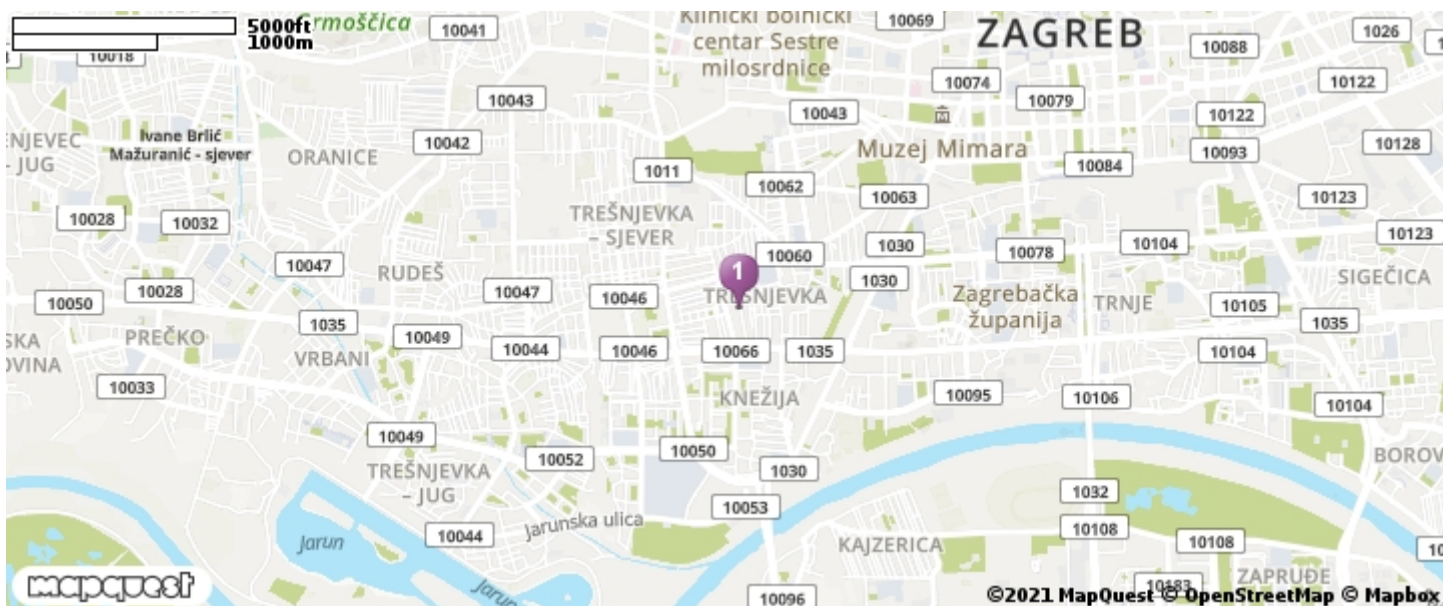 5000ft
1000m
10041
Klinički bolnički
centar Sestre
milosrdnice
10069
ZAGREB
10088
1026
10018
10043
10074
10079
10122
10122
10043
Ivane Brlić
Mažuranić - sjever
ORANICE
10042
Muzej Mimara
10084
10093
10128
- JUG
1011
10062
10063
10123
10028
10032
TREŠNJEVKA
– SJEVER
1030
10078
10104
10123
10047
RUDEŠ
10060
1
1030
SIGEČICA
10050
10028
10047
10046
TREŠNJEVKA
Zagrebačka
županija
TRNJE
10105
1035
PREČKO
1035
VRBANI
10049
10044
10046
10066
1035
10104
10033
KNEŽIJA
10095
10106
10104
10049
TREŠNJEVKA
– JUG
10052
10050
1030
1032
10053
10044
Jarunska ulica
Jarun
KAJZERICA
10108
10108
ZAPRUĐE
10183
10096
mapquest
©2021 MapQuest © OpenStreetMap © Mapbox